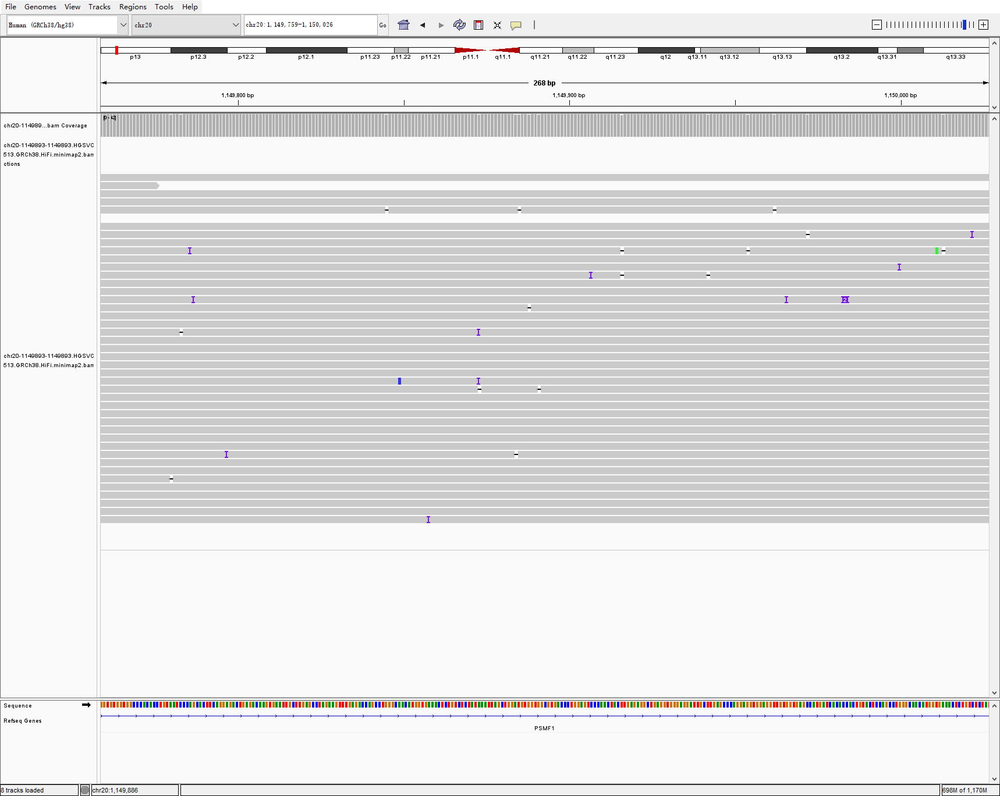 File Genomes View Tracks Regions Tools Help
Human (GRCh38/hg38) chr20 chr20:1,149,759-1,150,026 Go
p13 p12.3 p12.2 p12.1 p11.23 p11.22 p11.21 p11.1 q11.1 q11.21 q11.22 q11.23 q12 q13.11 q13.12 q13.13 q13.2 q13.31 q13.33
268 bp
1,149,800 bp 1,149,900 bp 1,150,000 bp
[0 - 42]
chr20-114989...bam Coverage
chr20-1149893-1149893.HGSVC
513.GRCh38.HiFi.minimap2.bam
ctions
2
chr20-1149893-1149893.HGSVC
513.GRCh38.HiFi.minimap2.bam
Sequence
Refseq Genes
PSMF1
8 tracks loaded chr20:1,149,886 698M of 1,170M